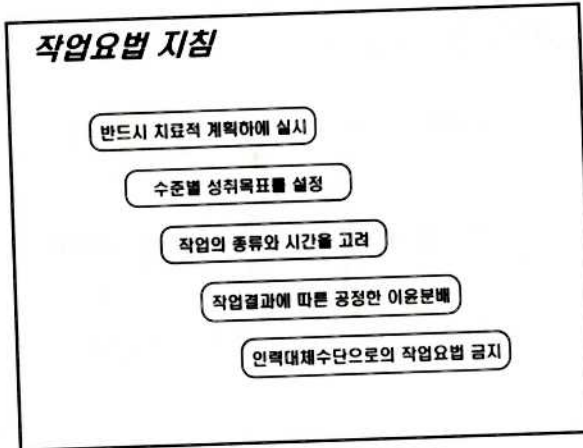 작업요법 지침
반드시 치료적 계획하에 실시
수준별 성취목표를 설정
작업의 종류와 시간을 고려
작업결과에 따른 공정한 이윤분배
인력대체수단으로의 작업요법 금지